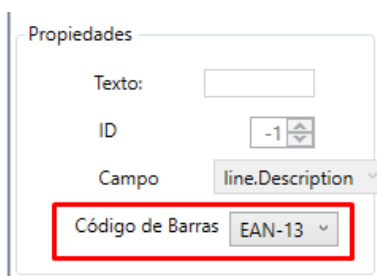 Propiedades
Texto:
ID -1
Campo line.Description
Código de Barras EAN-13